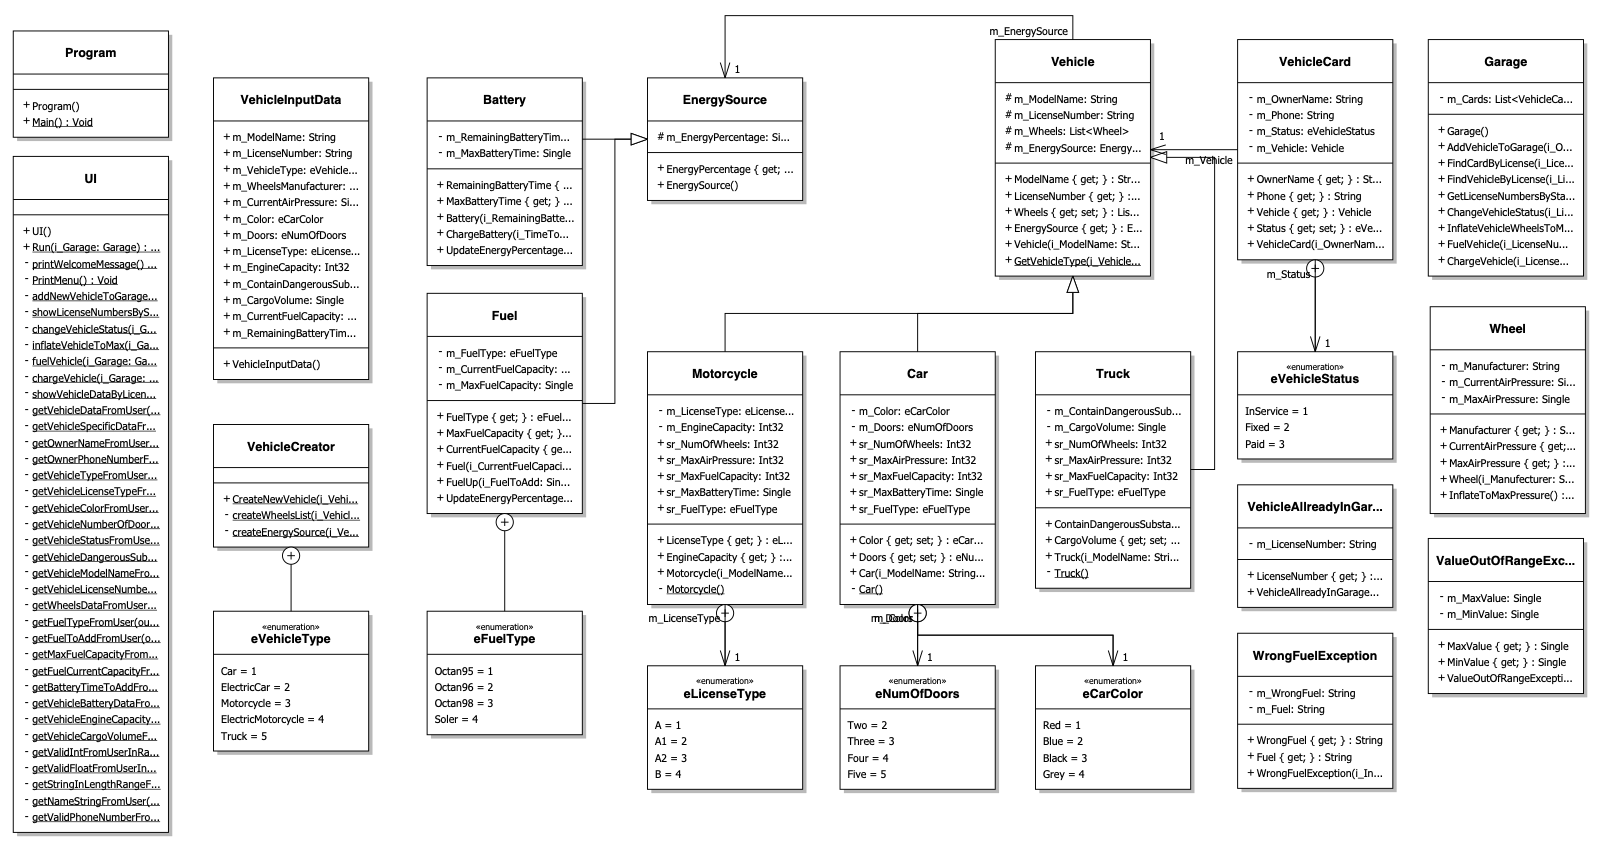 Program
+ Program()
+ Main() : Void
UI
+ UI()
+ Run(i_Garage: Garage) : ...
- printWelcomeMessage() ...
- PrintMenu() : Void
- addNewVehicleToGarage...
- showLicenseNumbersByS...
- changeVehicleStatus(i_G...
- inflateVehicleToMax(i_Ga...
- fuelVehicle(i_Garage: Ga...
- chargeVehicle(i_Garage: ...
- showVehicleDataByLicen...
- getVehicleDataFromUser(...
- getVehicleSpecificDataFr...
- getOwnerNameFromUser...
- getOwnerPhoneNumberF...
- getVehicleTypeFromUser...
- getVehicleLicenseTypeFr...
- getVehicleColorFromUser...
- getVehicleNumberOfDoor...
- getVehicleStatusFromUse...
- getVehicleDangerousSub...
- getVehicleModelNameFro...
- getVehicleLicenseNumbe...
- getWheelsDataFromUser...
- getFuelTypeFromUser(ou...
- getFuelToAddFromUser(o...
- getMaxFuelCapacityFrom...
- getFuelCurrentCapacityFr...
- getBatteryTimeToAddFro...
- getVehicleBatteryDataFro...
- getVehicleEngineCapacity...
- getVehicleCargoVolumeF...
- getValidIntFromUserInRa...
- getValidFloatFromUserIn...
- getStringInLengthRangeF...
- getNameStringFromUser(...
- getValidPhoneNumberFro...
VehicleInputData
+ m_ModelName: String
+ m_LicenseNumber: String
+ m_VehicleType: eVehicle...
+ m_WheelsManufacturer: ...
+ m_CurrentAirPressure: Si...
+ m_Color: eCarColor
+ m_Doors: eNumOfDoors
+ m_LicenseType: eLicense...
+ m_EngineCapacity: Int32
+ m_ContainDangerousSub...
+ m_CargoVolume: Single
+ m_CurrentFuelCapacity: ...
+ m_RemainingBatteryTim...
+ VehicleInputData()
VehicleCreator
+ CreateNewVehicle(i_Vehi...
- createWheelsList(i_Vehicl...
- createEnergySource(i_Ve...
«enumeration»
eVehicleType
Car = 1
ElectricCar = 2
Motorcycle = 3
ElectricMotorcycle = 4
Truck = 5
Battery
- m_RemainingBatteryTim...
- m_MaxBatteryTime: Single
+ RemainingBatteryTime { ...
+ MaxBatteryTime { get; } ...
+ Battery(i_RemainingBatte...
+ ChargeBattery(i_TimeTo...
+ UpdateEnergyPercentage...
Fuel
- m_FuelType: eFuelType
- m_CurrentFuelCapacity: ...
- m_MaxFuelCapacity: Single
+ FuelType { get; } : eFuel...
+ MaxFuelCapacity { get; }...
+ CurrentFuelCapacity { ge...
+ Fuel(i_CurrentFuelCapaci...
+ FuelUp(i_FuelToAdd: Sin...
+ UpdateEnergyPercentage...
«enumeration»
eFuelType
Octan95 = 1
Octan96 = 2
Octan98 = 3
Soler = 4
m_EnergySource
1
EnergySource
# m_EnergyPercentage: Si...
+ EnergyPercentage { get; ...
+ EnergySource()
Vehicle
# m_ModelName: String
# m_LicenseNumber: String
# m_Wheels: List<Wheel>
# m_EnergySource: Energy...
+ ModelName { get; } : Str...
+ LicenseNumber { get; } :...
+ Wheels { get; set; } : Lis...
+ EnergySource { get; } : E...
+ Vehicle(i_ModelName: St...
+ GetVehicleType(i_Vehicle...
1
m_Vehicle
VehicleCard
- m_OwnerName: String
- m_Phone: String
- m_Status: eVehicleStatus
- m_Vehicle: Vehicle
+ OwnerName { get; } : St...
+ Phone { get; } : String
+ Vehicle { get; } : Vehicle
+ Status { get; set; } : eVe...
+ VehicleCard(i_OwnerNam...
m_Status
1
«enumeration»
eVehicleStatus
InService = 1
Fixed = 2
Paid = 3
Garage
- m_Cards: List<VehicleCa...
+ Garage()
+ AddVehicleToGarage(i_O...
+ FindCardByLicense(i_Lice...
+ FindVehicleByLicense(i_Li...
+ GetLicenseNumbersBySta...
+ ChangeVehicleStatus(i_Li...
+ InflateVehicleWheelsToM...
+ FuelVehicle(i_LicenseNu...
+ ChargeVehicle(i_License...
Motorcycle
- m_LicenseType: eLicense...
- m_EngineCapacity: Int32
- sr_NumOfWheels: Int32
- sr_MaxAirPressure: Int32
- sr_MaxFuelCapacity: Int32
- sr_MaxBatteryTime: Single
- sr_FuelType: eFuelType
+ LicenseType { get; } : eL...
+ EngineCapacity { get; } :...
+ Motorcycle(i_ModelName...
- Motorcycle()
m_LicenseType
1
«enumeration»
eLicenseType
A = 1
A1 = 2
A2 = 3
B = 4
Car
- m_Color: eCarColor
- m_Doors: eNumOfDoors
- sr_NumOfWheels: Int32
- sr_MaxAirPressure: Int32
- sr_MaxFuelCapacity: Int32
- sr_MaxBatteryTime: Single
- sr_FuelType: eFuelType
+ Color { get; set; } : eCar...
+ Doors { get; set; } : eNu...
+ Car(i_ModelName: String...
- Car()
1
«enumeration»
eNumOfDoors
Two = 2
Three = 3
Four = 4
Five = 5
Truck
- m_ContainDangerousSub...
- m_CargoVolume: Single
- sr_NumOfWheels: Int32
- sr_MaxAirPressure: Int32
- sr_MaxFuelCapacity: Int32
- sr_FuelType: eFuelType
+ ContainDangerousSubsta...
+ CargoVolume { get; set; ...
+ Truck(i_ModelName: Stri...
- Truck()
1
«enumeration»
eCarColor
Red = 1
Blue = 2
Black = 3
Grey = 4
VehicleAllreadyInGar...
- m_LicenseNumber: String
+ LicenseNumber { get; } :...
+ VehicleAllreadyInGarage...
WrongFuelException
- m_WrongFuel: String
- m_Fuel: String
+ WrongFuel { get; } : String
+ Fuel { get; } : String
+ WrongFuelException(i_In...
Wheel
- m_Manufacturer: String
- m_CurrentAirPressure: Si...
- m_MaxAirPressure: Single
+ Manufacturer { get; } : S...
+ CurrentAirPressure { get;...
+ MaxAirPressure { get; } :...
+ Wheel(i_Manufacturer: S...
+ InflateToMaxPressure() :...
ValueOutOfRangeExc...
- m_MaxValue: Single
- m_MinValue: Single
+ MaxValue { get; } : Single
+ MinValue { get; } : Single
+ ValueOutOfRangeExcepti...